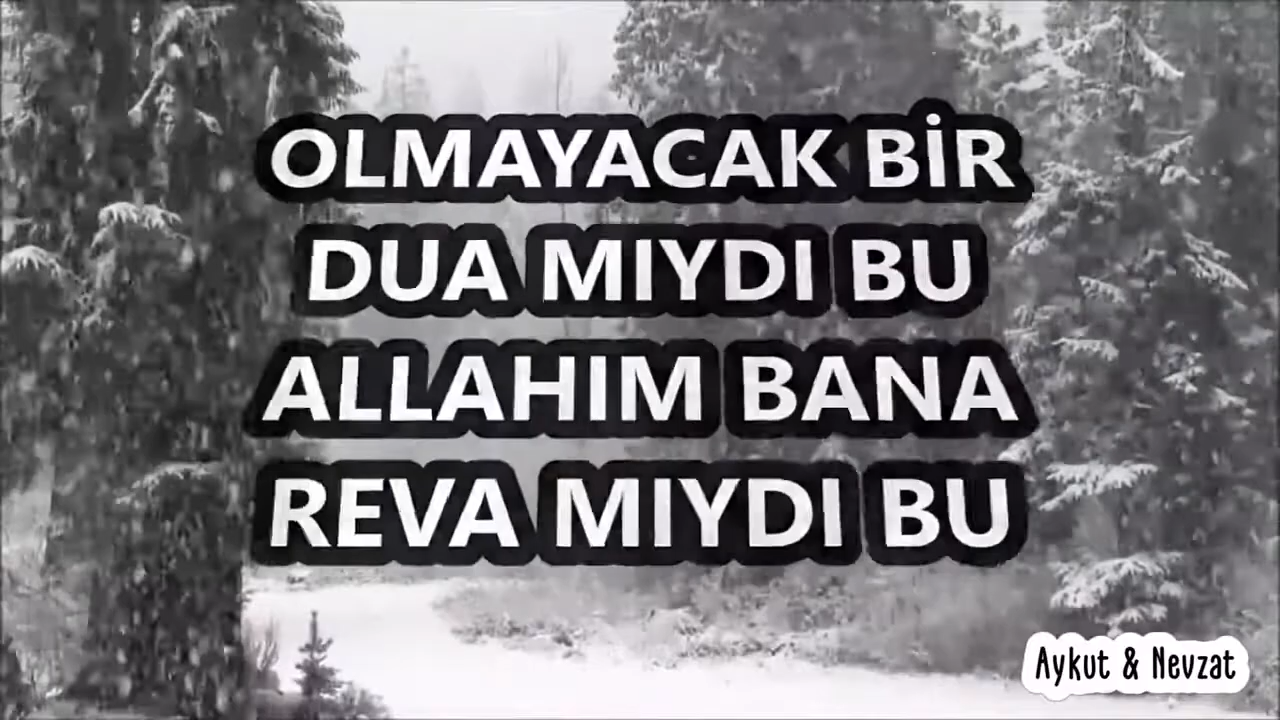 OLMAYACAK BİR
DUA MIYDI BU
ALLAHIM BANA
REVA MIYDI BU
Aykut & Nevzat